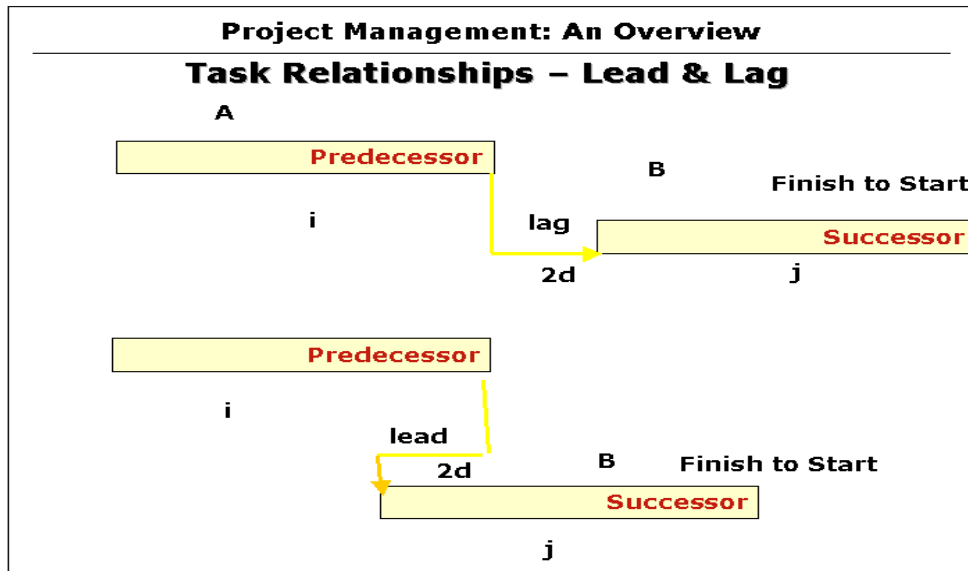 Project Management: An Overview
Task Relationships – Lead & Lag
A
Predecessor
B
Finish to Start
i
lag
Successor
2d
j
Predecessor
i
lead
2d
B
Finish to Start
Successor
j